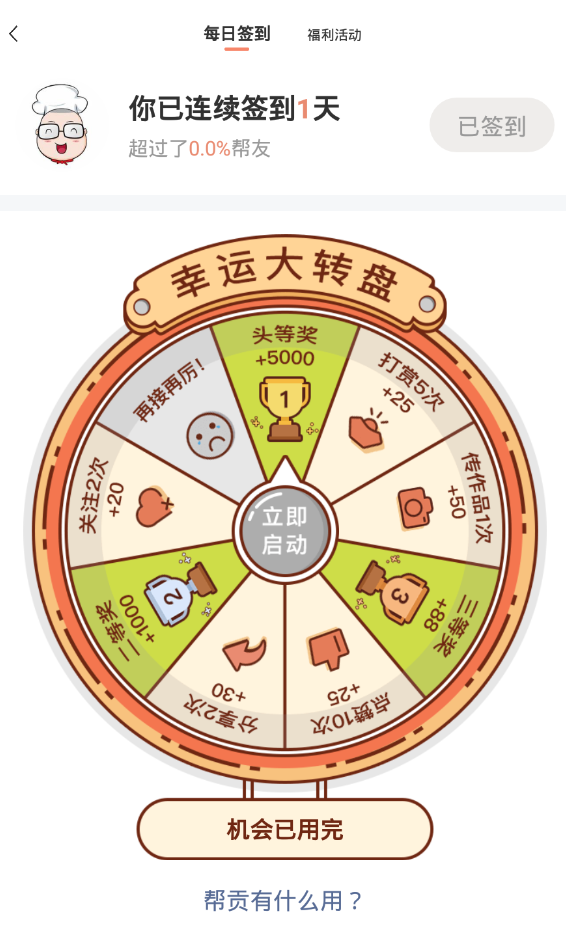 每日签到
福利活动
你已连续签到1天
超过了0.0%帮友
已签到
幸运大转盘
头等奖
+5000
1
打赏5次
+25
传作品1次
+50
三等奖
+88
3
点赞10次
+25
分享2次
+30
二等奖
+1000
2
关注2次
+20
再接再厉!
立即
启动
机会已用完
帮贡有什么用？